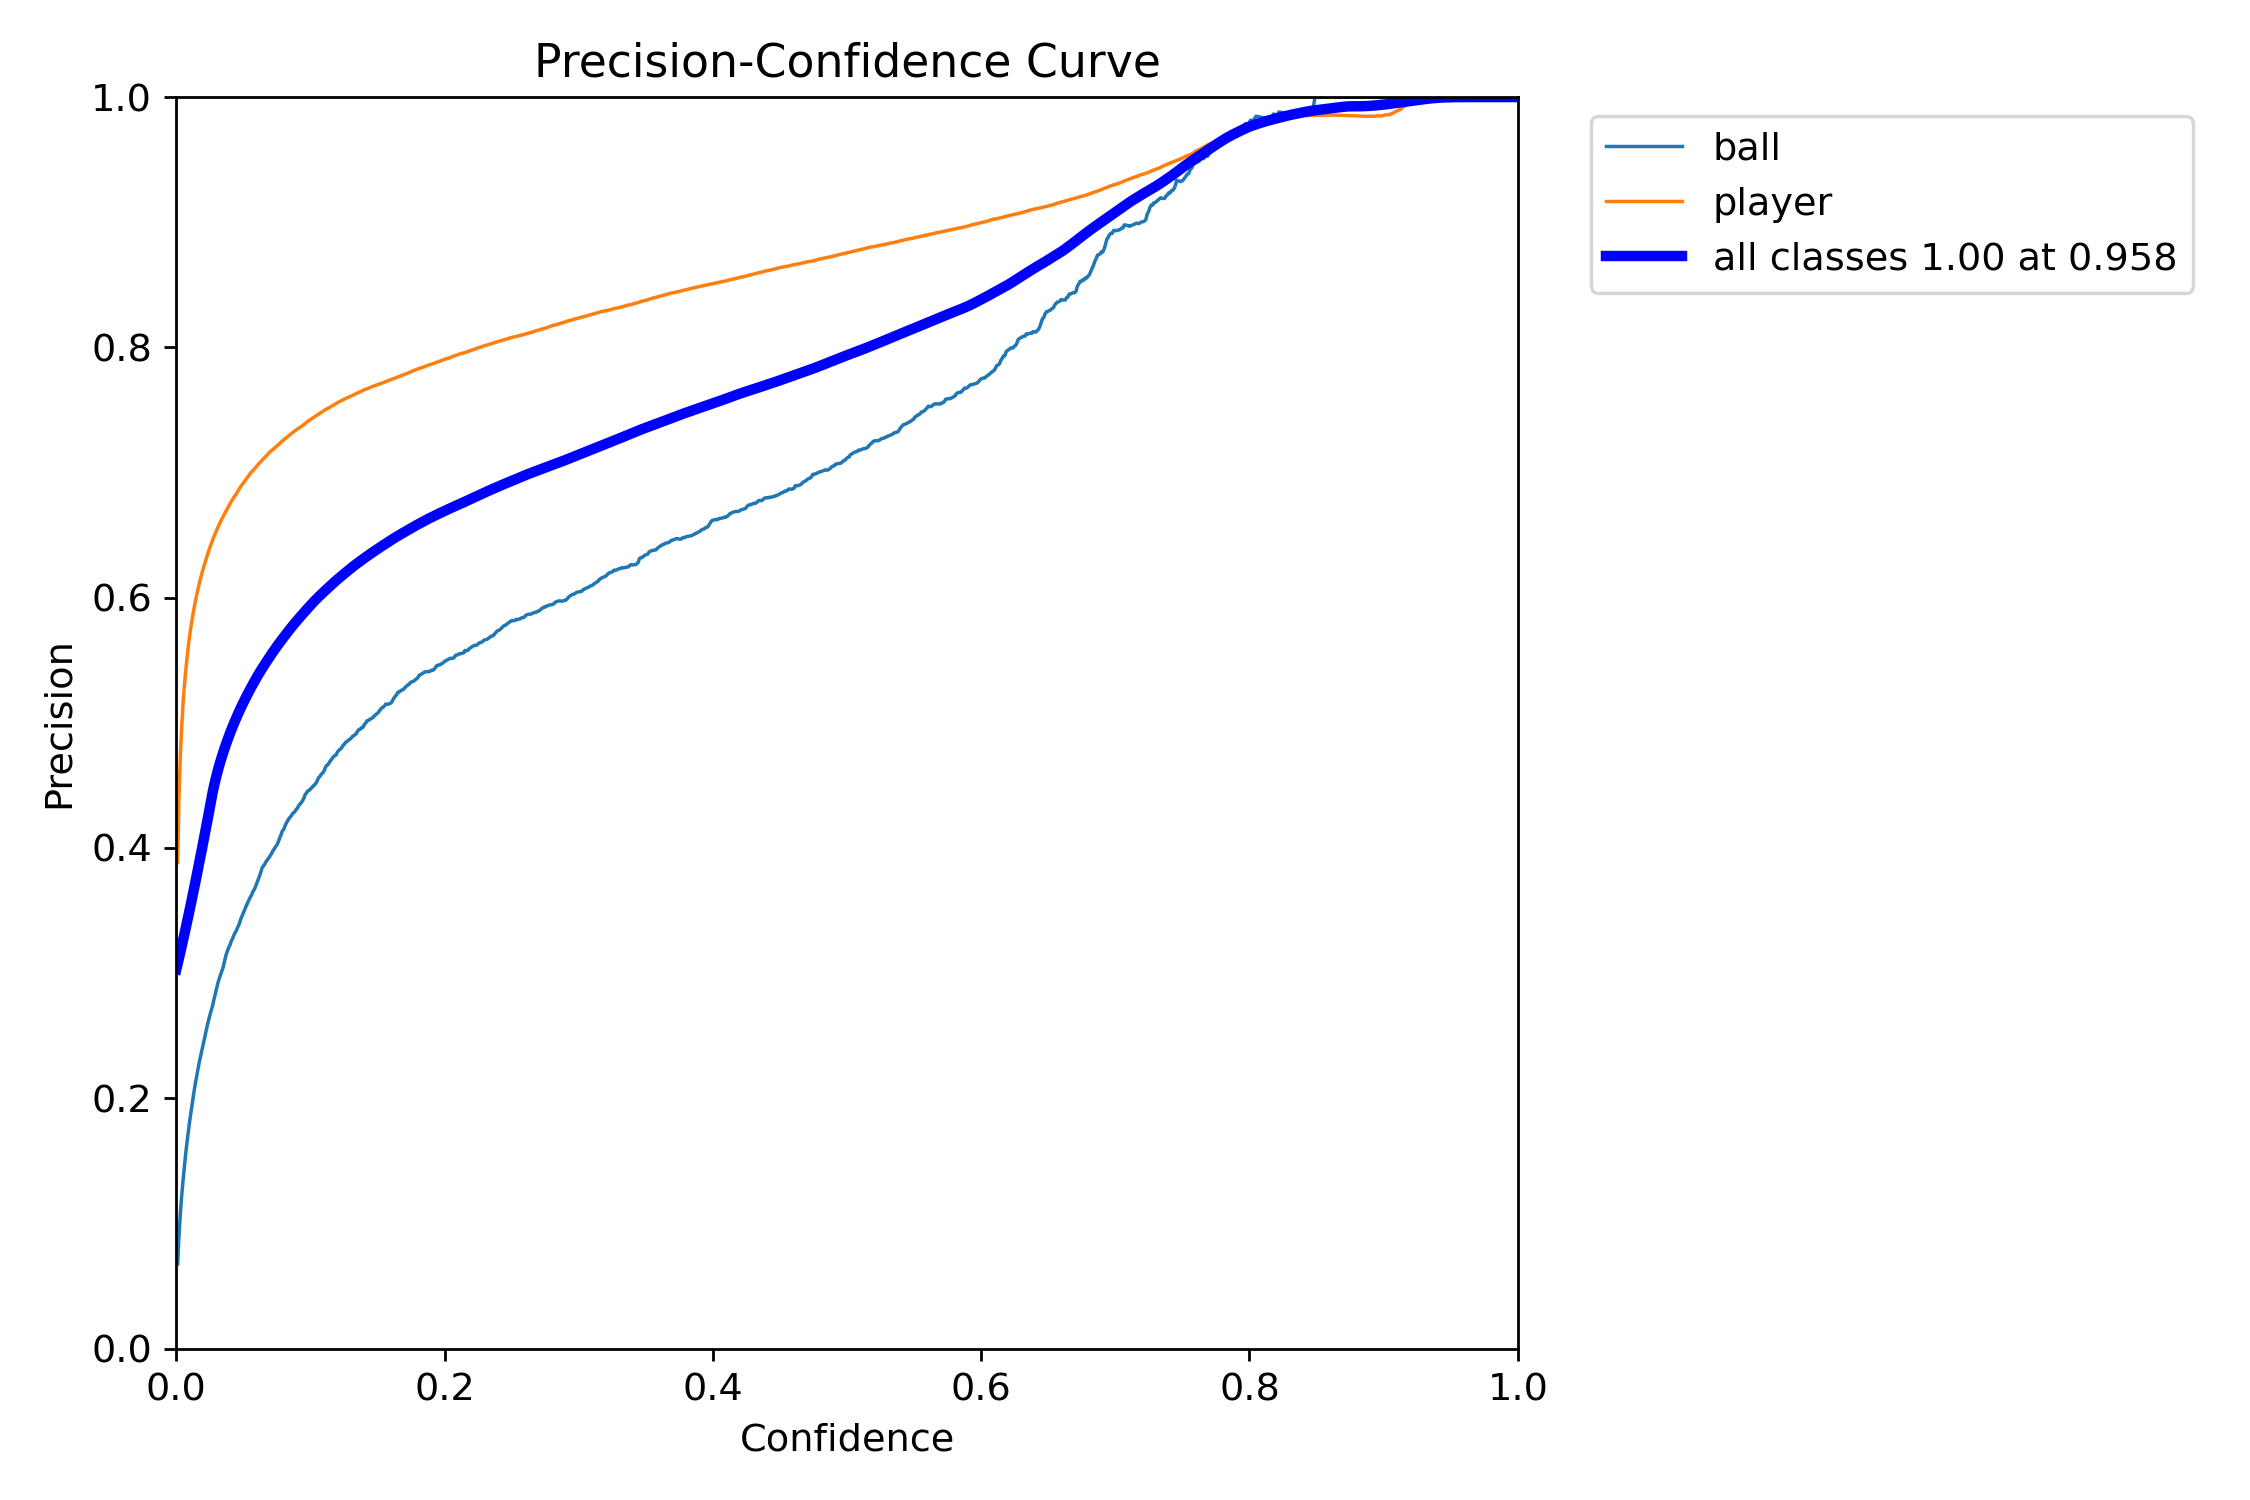 Precision-Confidence Curve
1.0
0.8
0.6
0.4
0.2
0.0
Precision
0.0 0.2 0.4 0.6 0.8 1.0
Confidence
ball
player
all classes 1.00 at 0.958